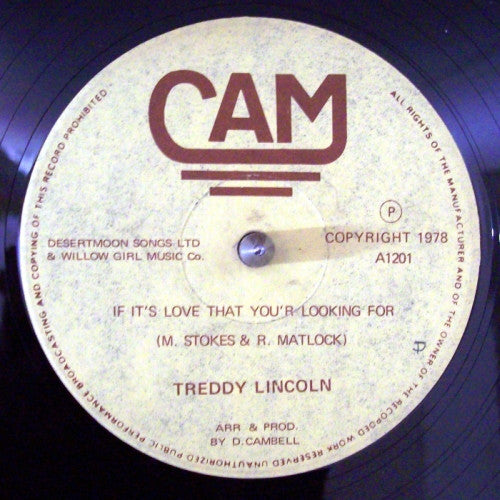 CAM
DESERTMOON SONGS LTD
& WILLOW GIRL MUSIC Co.
P
COPYRIGHT 1978
A1201
IF IT'S LOVE THAT YOU'R LOOKING FOR
(M. STOKES & R. MATLOCK)
TREDDY LINCOLN
ARR & PROD.
BY D. CAMBELL
ALL RIGHTS OF THE MANUFACTURER AND OF THE OWNER OF THE RECORDED WORK RESERVED UNAUTHORIZED PUBLIC PERFORMANCE BROADCASTING AND COPYING OF THIS RECORD PROHIBITED